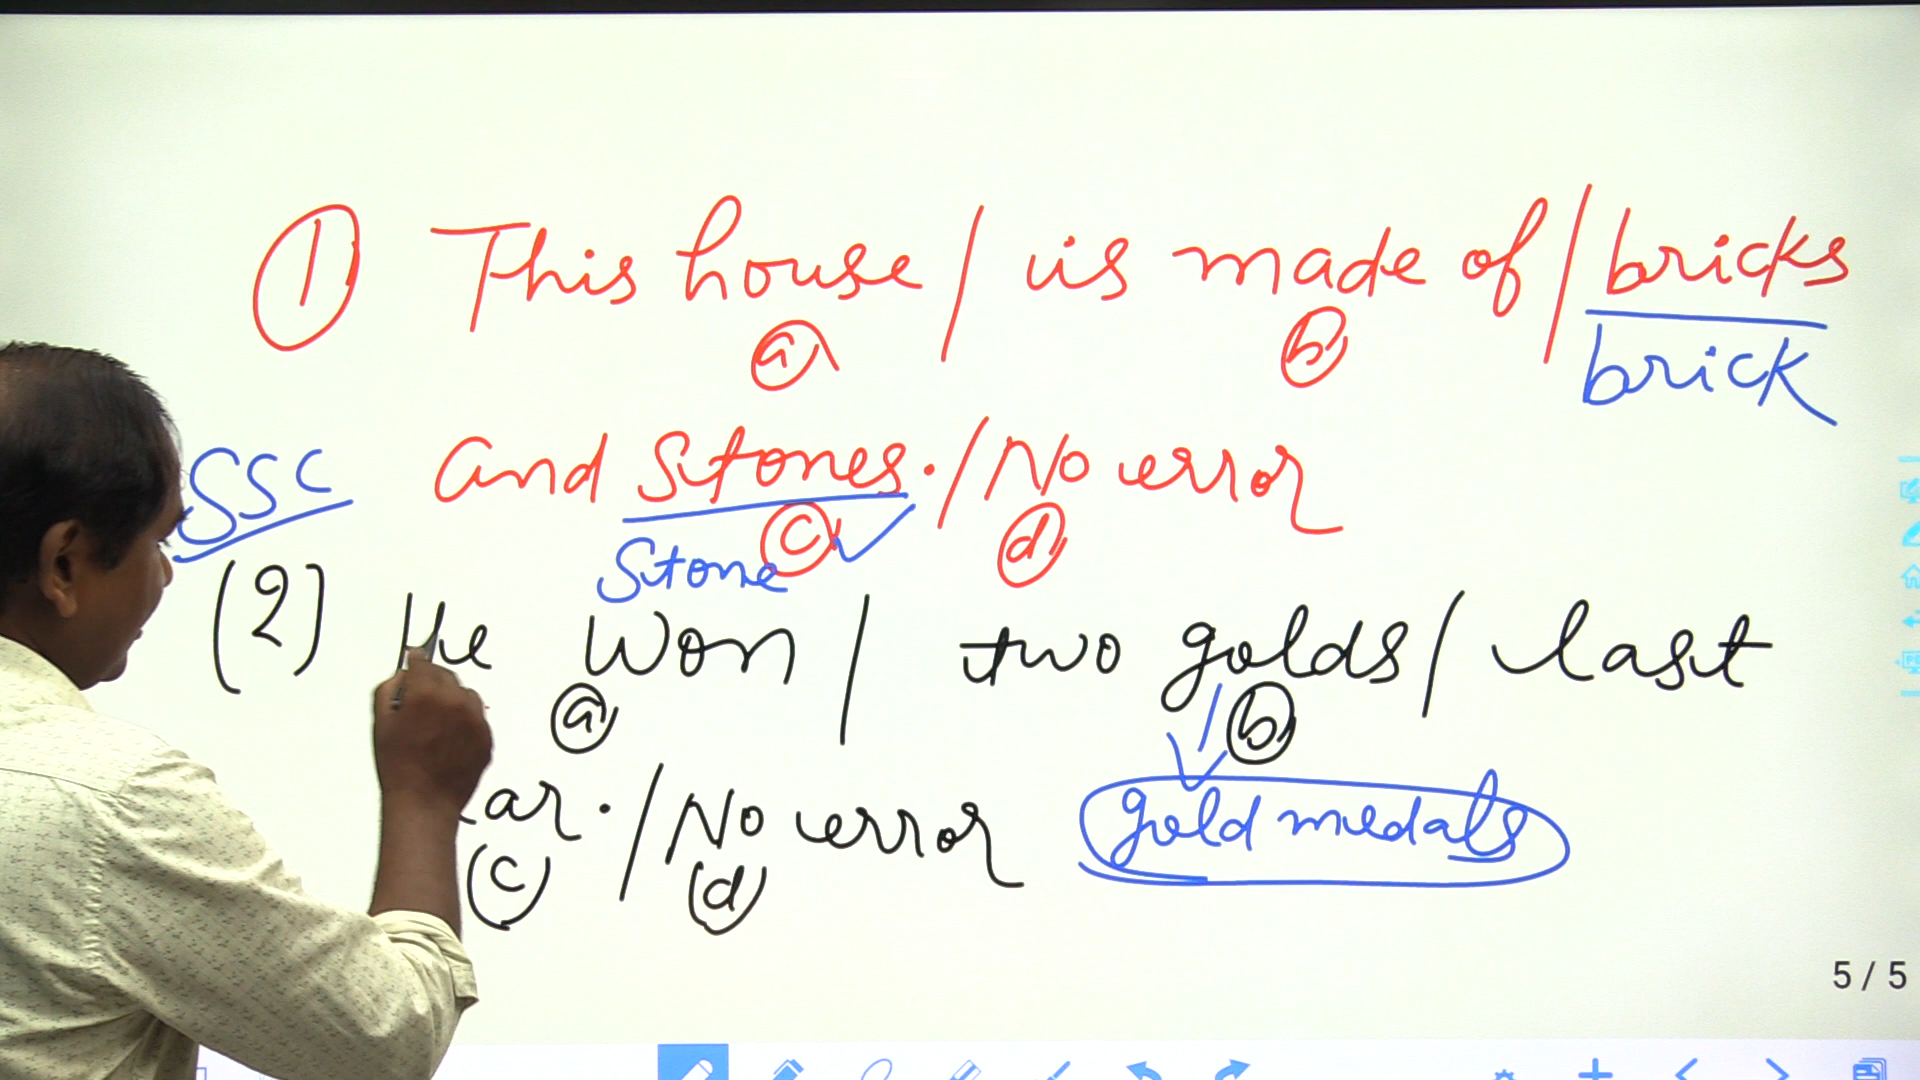 ① This house / is made of / bricks
ⓐ ⓑ brick
SSC and stones. / No error
Stone ⓒ ✓ ⓓ
(2) He won / two golds / last
ⓐ ⓑ
ar. / No error gold medals
ⓒ ⓓ
5 / 5